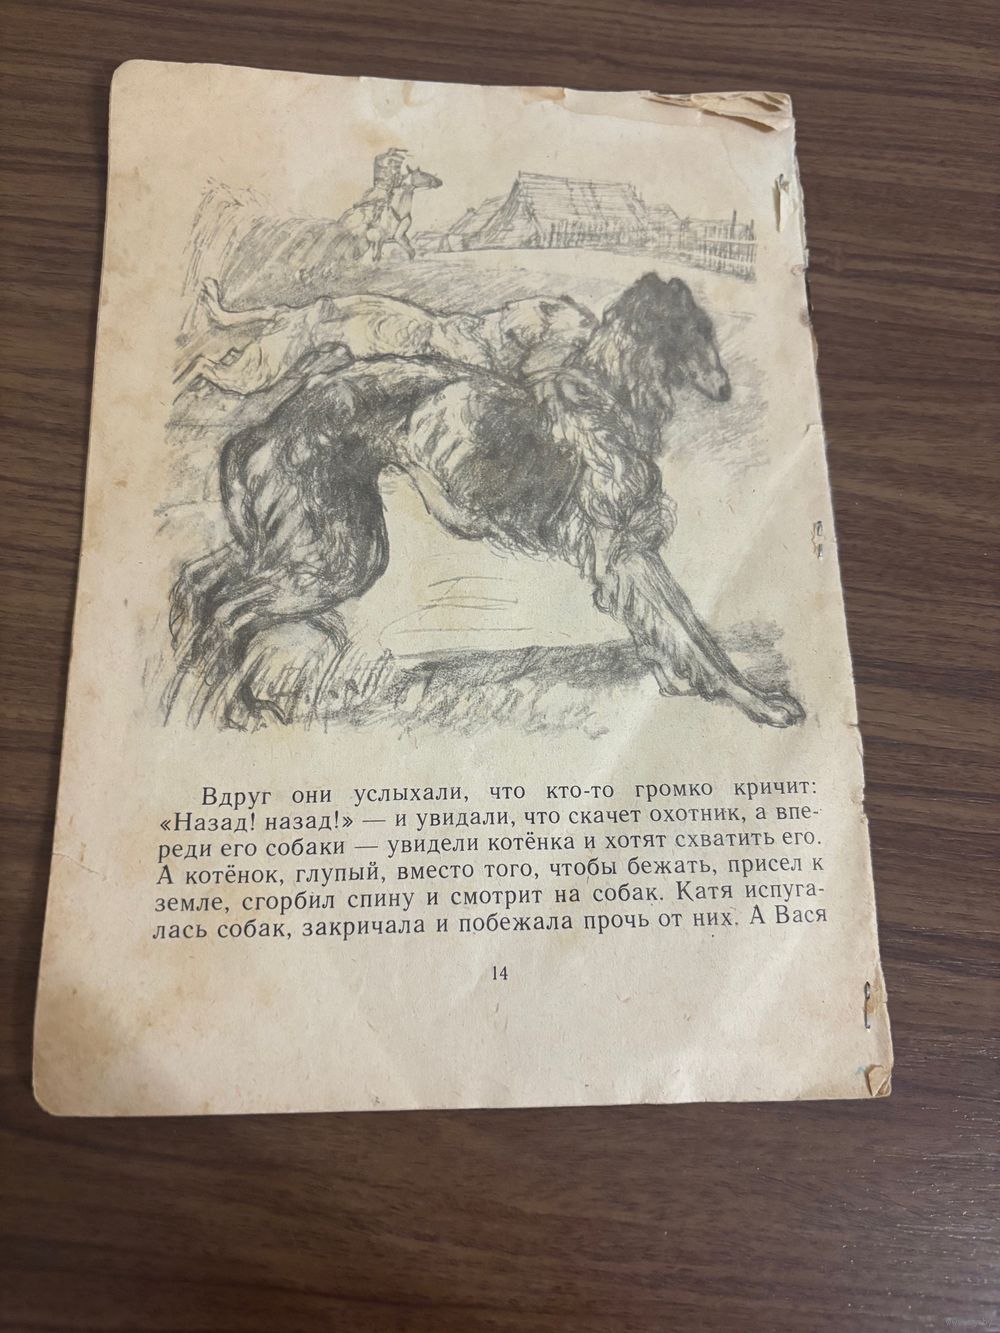 Вдруг они услыхали, что кто-то громко кричит:
«Назад! назад!» — и увидали, что скачет охотник, а впе-
реди его собаки — увидели котёнка и хотят схватить его.
А котёнок, глупый, вместо того, чтобы бежать, присел к
земле, сгорбил спину и смотрит на собак. Катя испуга-
лась собак, закричала и побежала прочь от них. А Вася
14